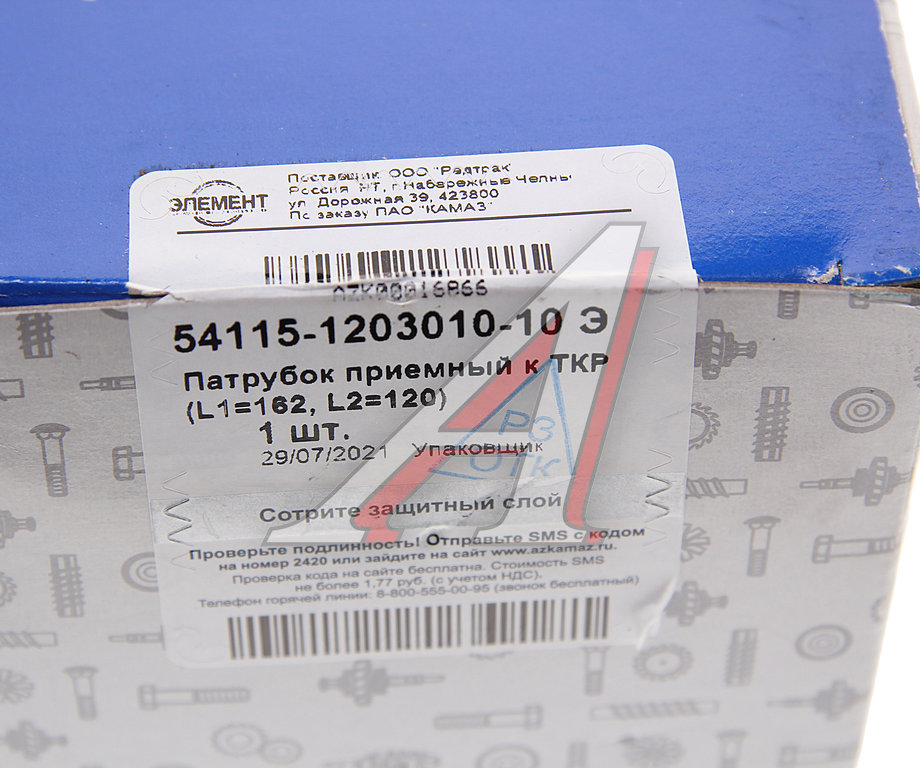 ЭЛЕМЕНТ
Поставщик: ООО "Редтрак"
Россия, РТ, г.Набережные Челны
ул. Дорожная 39, 423800
По заказу ПАО "КАМАЗ"
54115-1203010-10 Э
Патрубок приемный к ТКР
(L1=162, L2=120)
1 шт.
29/07/2021 Упаковщик
РЗ
ОТК
Сотрите защитный слой
Проверьте подлинность! Отправьте SMS с кодом
на номер 2420 или зайдите на сайт www.azkamaz.ru.
Проверка кода на сайте бесплатна. Стоимость SMS
не более 1,77 руб. (с учетом НДС).
Телефон горячей линии: 8-800-555-00-95 (звонок бесплатный)